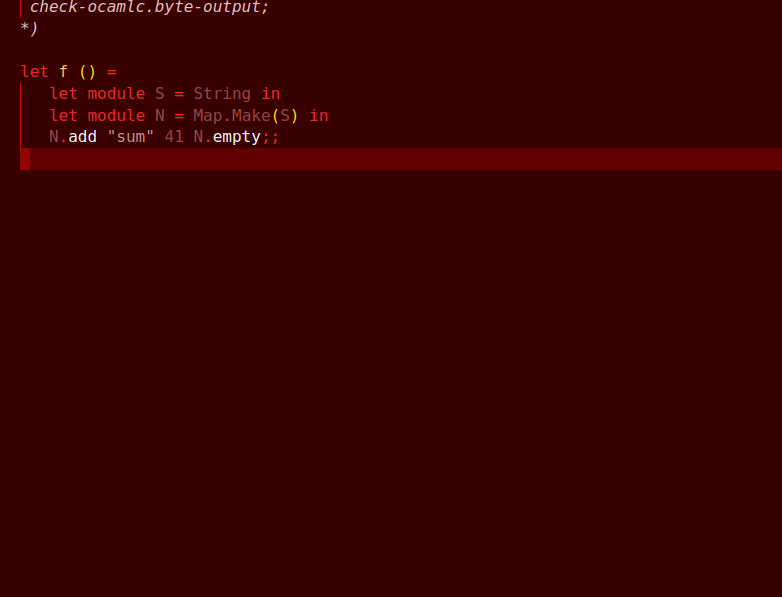 check-ocamlc.byte-output;
*)
let f () =
let module S = String in
let module N = Map.Make(S) in
N.add "sum" 41 N.empty;;